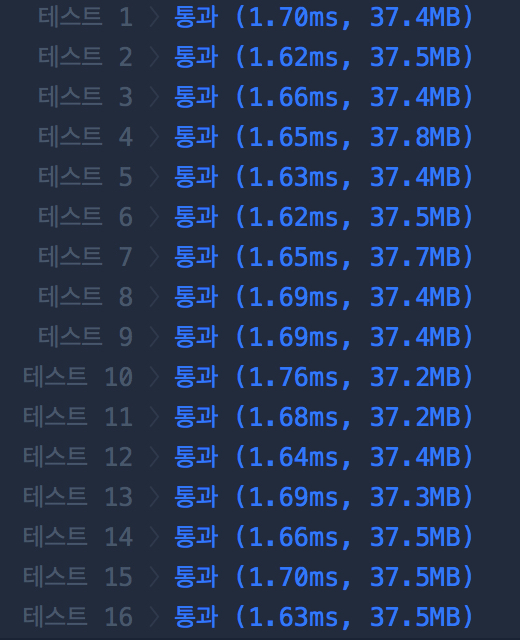 테스트 1 > 통과 (1.70ms, 37.4MB)
테스트 2 > 통과 (1.62ms, 37.5MB)
테스트 3 > 통과 (1.66ms, 37.4MB)
테스트 4 > 통과 (1.65ms, 37.8MB)
테스트 5 > 통과 (1.63ms, 37.4MB)
테스트 6 > 통과 (1.62ms, 37.5MB)
테스트 7 > 통과 (1.65ms, 37.7MB)
테스트 8 > 통과 (1.69ms, 37.4MB)
테스트 9 > 통과 (1.69ms, 37.4MB)
테스트 10 > 통과 (1.76ms, 37.2MB)
테스트 11 > 통과 (1.68ms, 37.2MB)
테스트 12 > 통과 (1.64ms, 37.4MB)
테스트 13 > 통과 (1.69ms, 37.3MB)
테스트 14 > 통과 (1.66ms, 37.5MB)
테스트 15 > 통과 (1.70ms, 37.5MB)
테스트 16 > 통과 (1.63ms, 37.5MB)